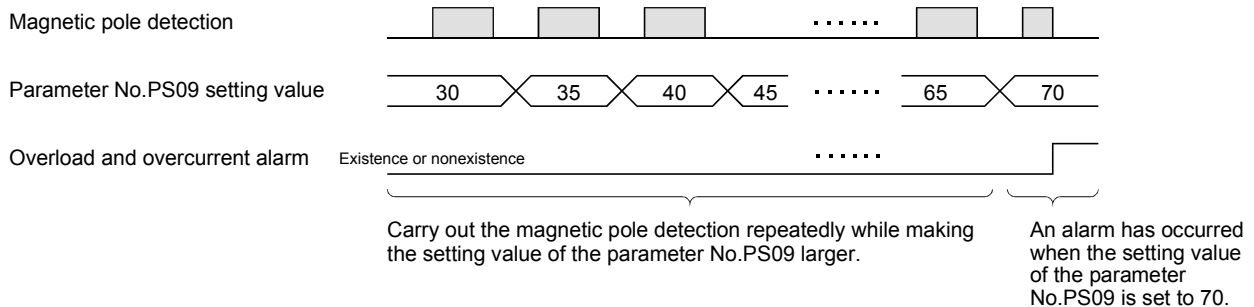 Magnetic pole detection
Parameter No.PS09 setting value
30 35 40 45 65 70
Overload and overcurrent alarm
Existence or nonexistence
Carry out the magnetic pole detection repeatedly while making
the setting value of the parameter No.PS09 larger.
An alarm has occurred
when the setting value
of the parameter
No.PS09 is set to 70.